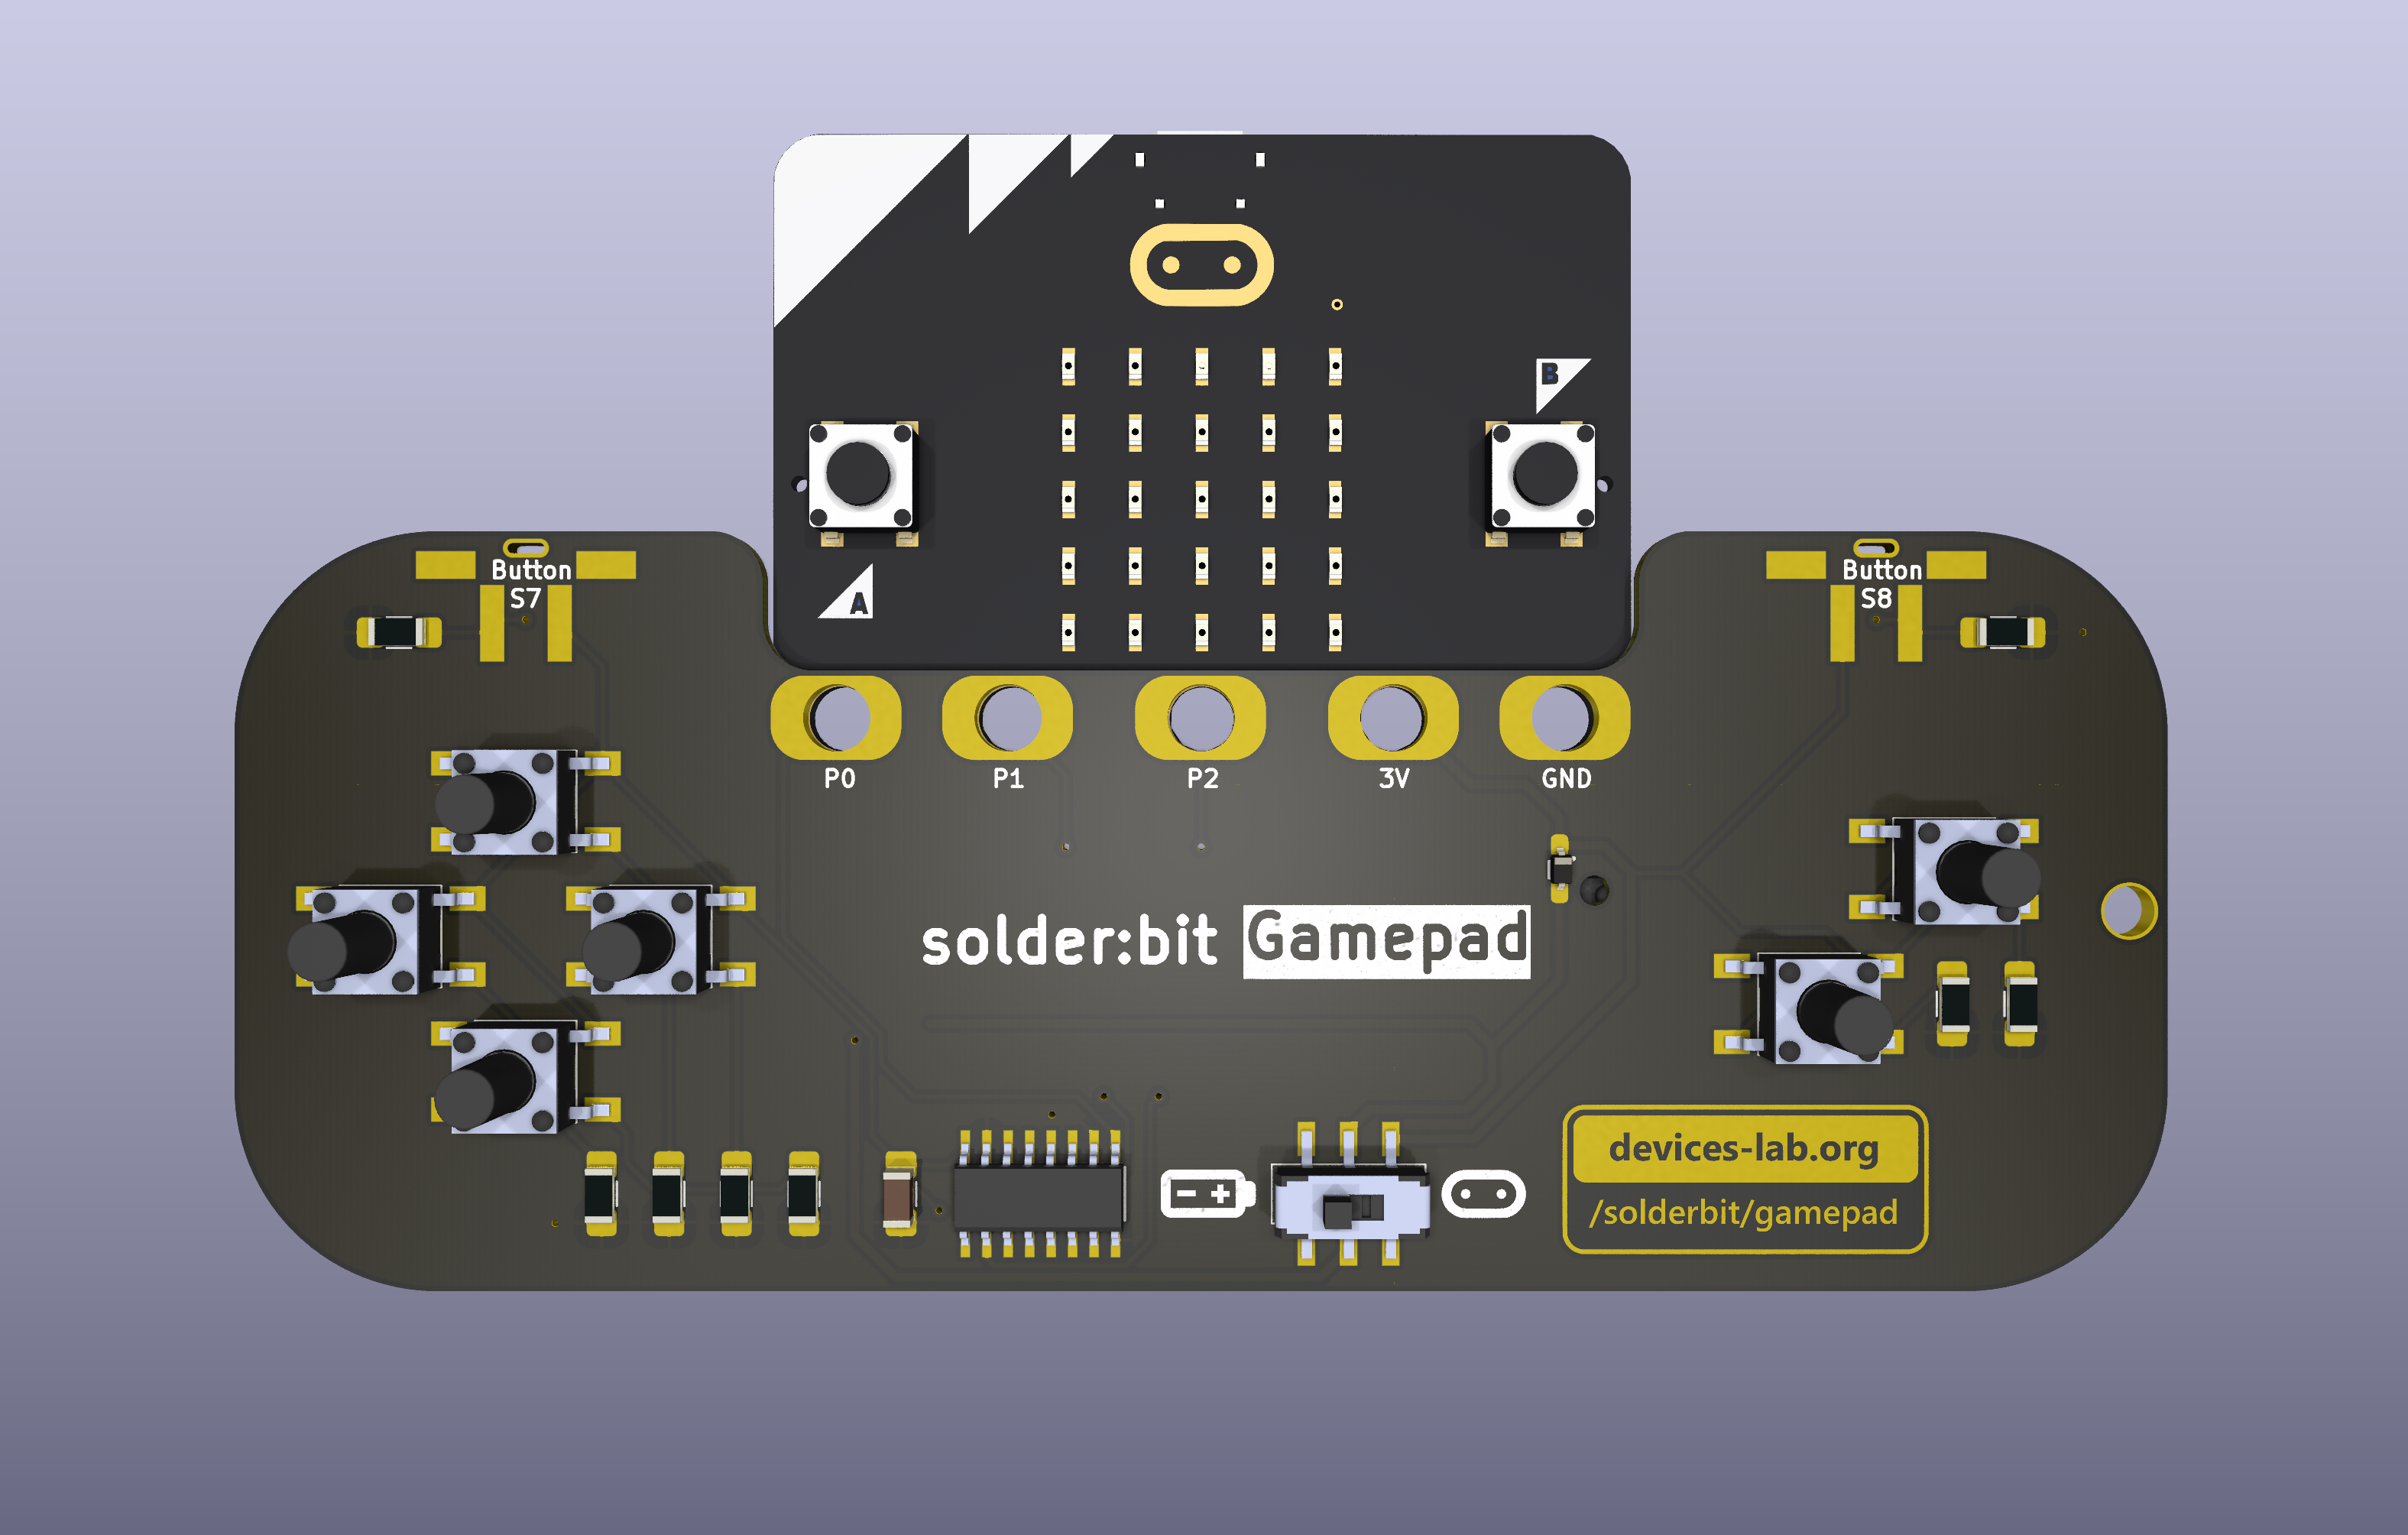 B
A
Button
S7
Button
S8
P0 P1 P2 3V GND
solder:bit Gamepad
- +
devices-lab.org
/solderbit/gamepad